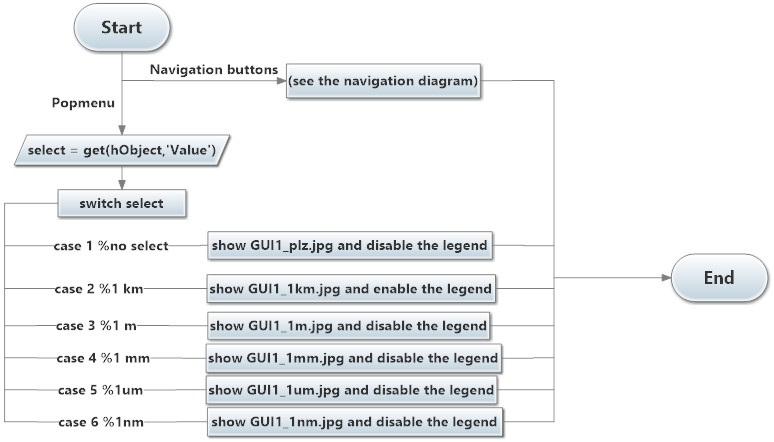 Start
Navigation buttons
(see the navigation diagram)
Popmenu
select = get(hObject,'Value')
switch select
case 1 %no select
show GUI1_plz.jpg and disable the legend
End
case 2 %1 km
show GUI1_1km.jpg and enable the legend
case 3 %1 m
show GUI1_1m.jpg and disable the legend
case 4 %1 mm
show GUI1_1mm.jpg and disable the legend
case 5 %1um
show GUI1_1um.jpg and disable the legend
case 6 %1nm
show GUI1_1nm.jpg and disable the legend